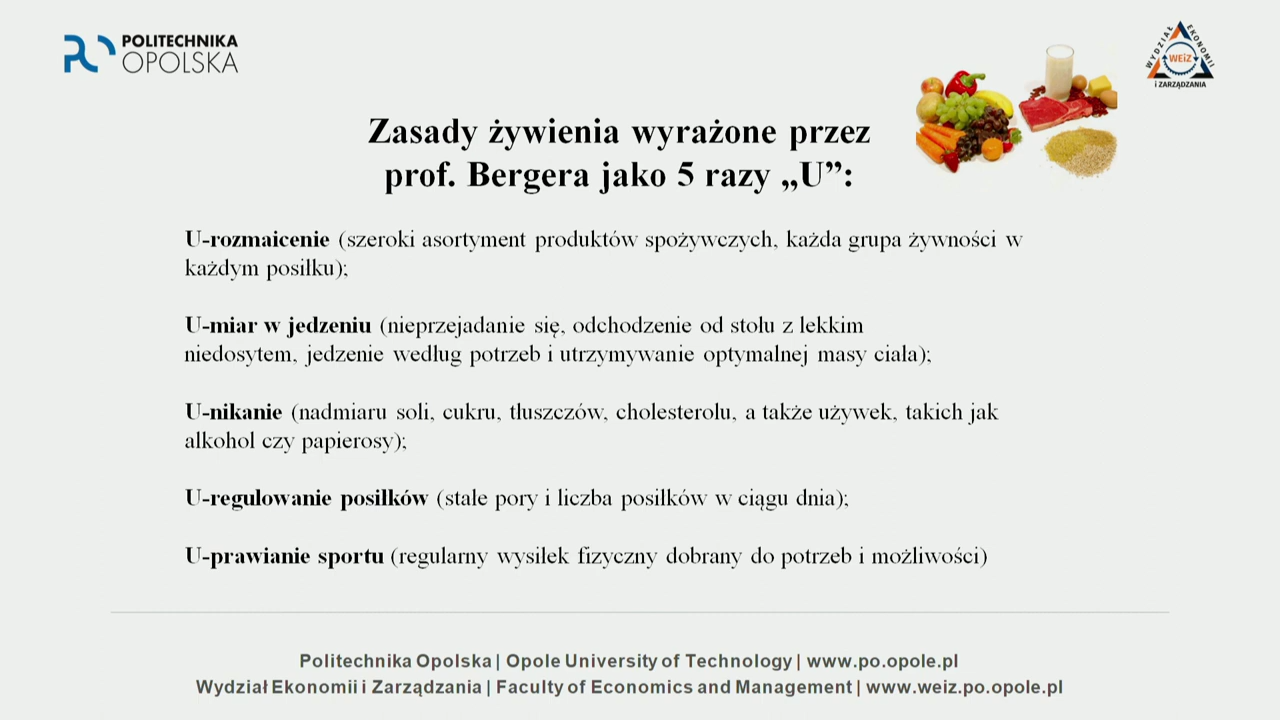 POLITECHNIKA
OPOLSKA
WYDZIAŁ EKONOMII
WEiZ
i ZARZĄDZANIA
Zasady żywienia wyrażone przez
prof. Bergera jako 5 razy „U”:
U-rozmaicenie (szeroki asortyment produktów spożywczych, każda grupa żywności w
każdym posiłku);
U-miar w jedzeniu (nieprzejadanie się, odchodzenie od stołu z lekkim
niedosytem, jedzenie według potrzeb i utrzymywanie optymalnej masy ciała);
U-nikanie (nadmiaru soli, cukru, tłuszczów, cholesterolu, a także używek, takich jak
alkohol czy papierosy);
U-regulowanie posiłków (stałe pory i liczba posiłków w ciągu dnia);
U-prawianie sportu (regularny wysiłek fizyczny dobrany do potrzeb i możliwości)
Politechnika Opolska | Opole University of Technology | www.po.opole.pl
Wydział Ekonomii i Zarządzania | Faculty of Economics and Management | www.weiz.po.opole.pl